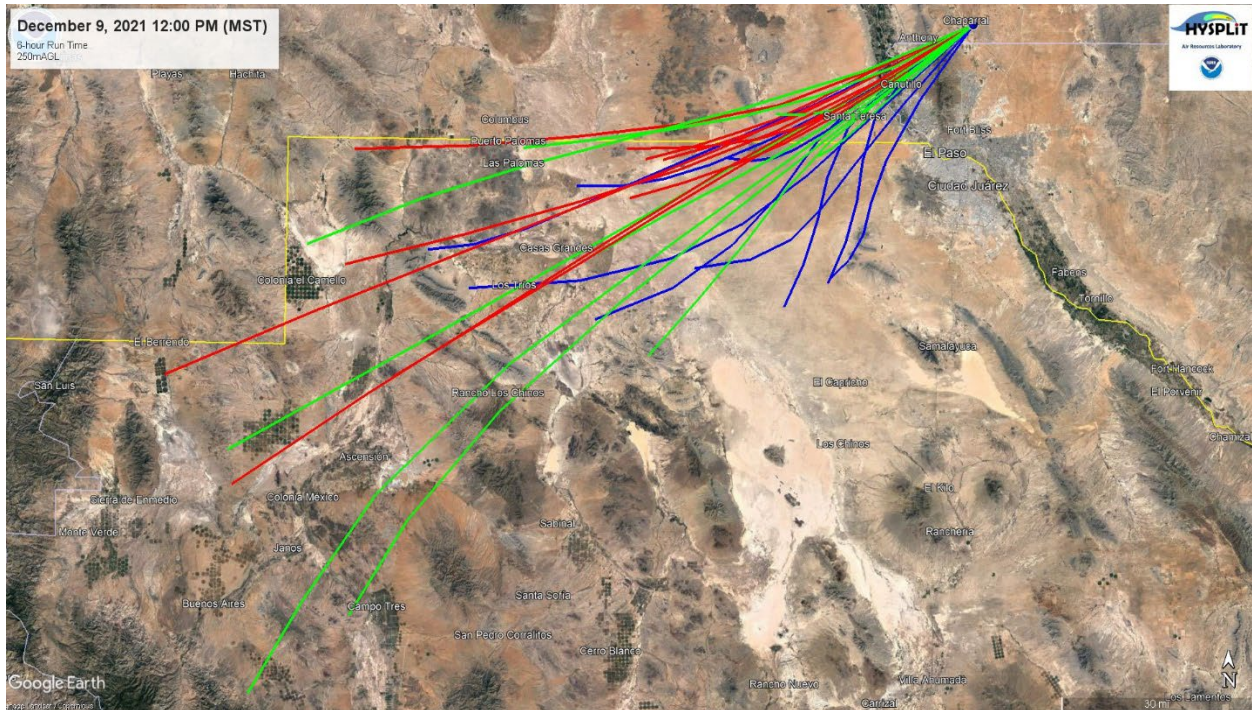 December 9, 2021 12:00 PM (MST)
6-hour Run Time
250mAGL
HYSPLIT
Air Resources Laboratory
Chaparral
Anthony
Playas
Hachita
Canutillo
Columbus
Santa Teresa
Fort Bliss
Puerto Palomas
El Paso
Las Palomas
Ciudad Juárez
Casas Grandes
Colonia el Camello
Los Trios
Fabens
Tornillo
El Berrendo
Samalayuca
Fort Hancock
San Luis
El Capricho
El Porvenir
Rancho Los Chinos
Los Chinos
Chamizal
Ascensión
Sierra de Enmedio
Colonia México
El Kilo
Monte Verde
Sabinal
Ranchería
Janos
Buenos Aires
Campo Tres
Santa Sofía
San Pedro Corralitos
Cerro Blanco
N
Google Earth
Rancho Nuevo
Villa Ahumada
Los Lamentos
Carrizal
30 mi